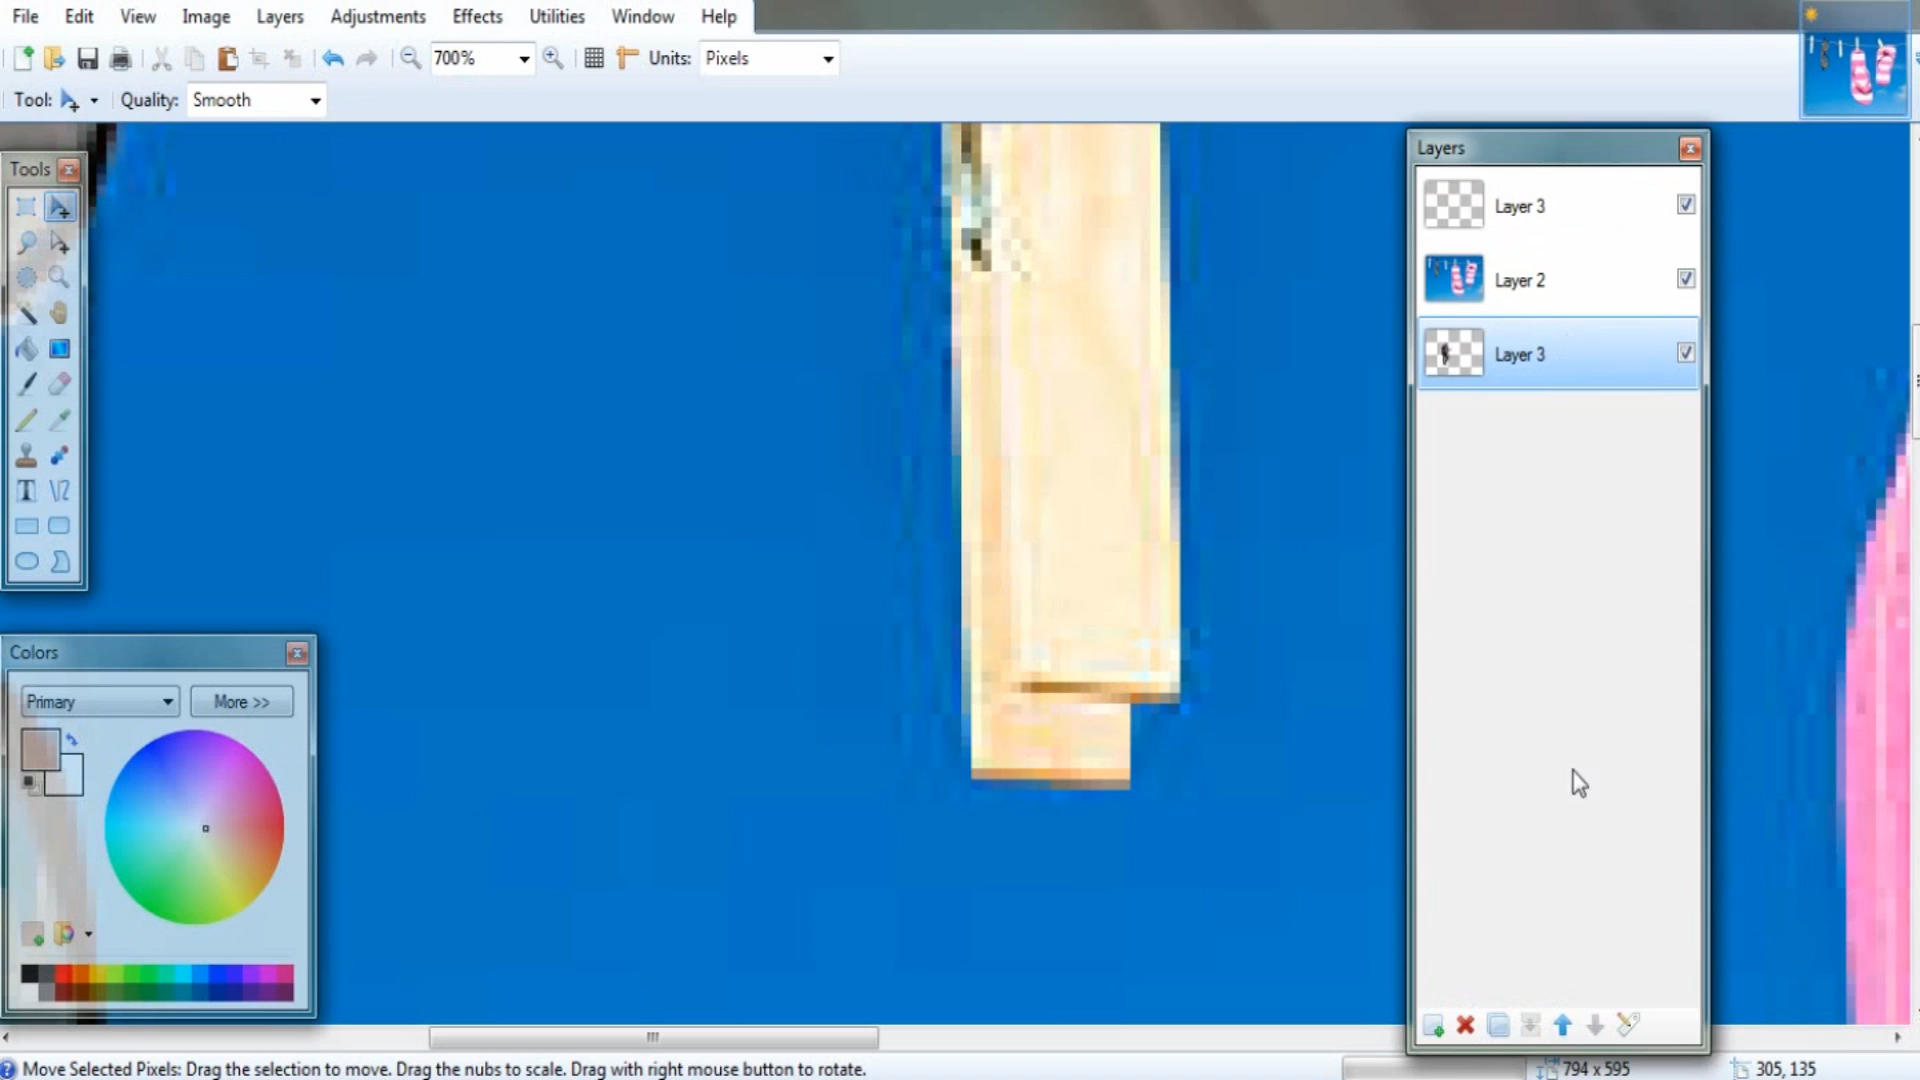 File Edit View Image Layers Adjustments Effects Utilities Window Help
700% Units: Pixels
Tool: Quality: Smooth
Layers
Tools
Layer 3
Layer 2
Layer 3
Colors
Primary More >>
Move Selected Pixels: Drag the selection to move. Drag the nubs to scale. Drag with right mouse button to rotate. 794 x 595 305, 135